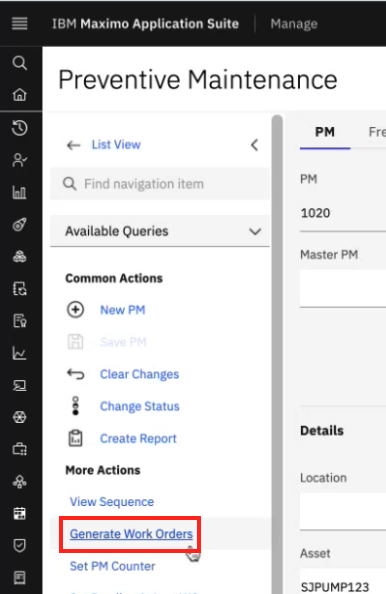 IBM Maximo Application Suite Manage
Preventive Maintenance
List View
Find navigation item
Available Queries
Common Actions
New PM
Save PM
Clear Changes
Change Status
Create Report
More Actions
View Sequence
Generate Work Orders
Set PM Counter
PM Fre
PM
1020
Master PM
Details
Location
Asset
SJPUMP123